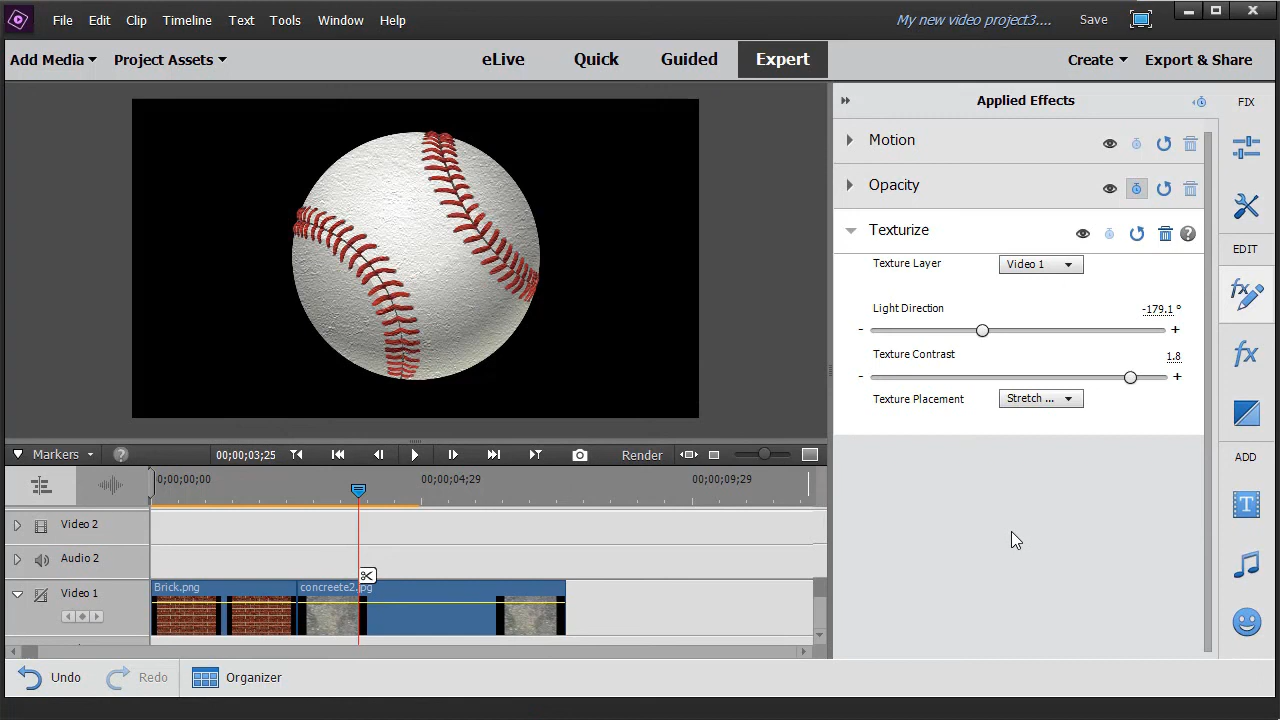 File Edit Clip Timeline Text Tools Window Help My new video project3.... Save
Add Media Project Assets eLive Quick Guided Expert Create Export & Share
Applied Effects FIX
Motion
Opacity
Texturize
EDIT
Texture Layer Video 1
Light Direction -179.1 °
- +
Texture Contrast 1.8
- +
Texture Placement Stretch ...
ADD
Markers 00;00;03;25 Render
0;00;00;00 00;00;04;29 00;00;09;29
Video 2
Audio 2
Video 1 Brick.png concreete2.jpg
Undo Redo Organizer